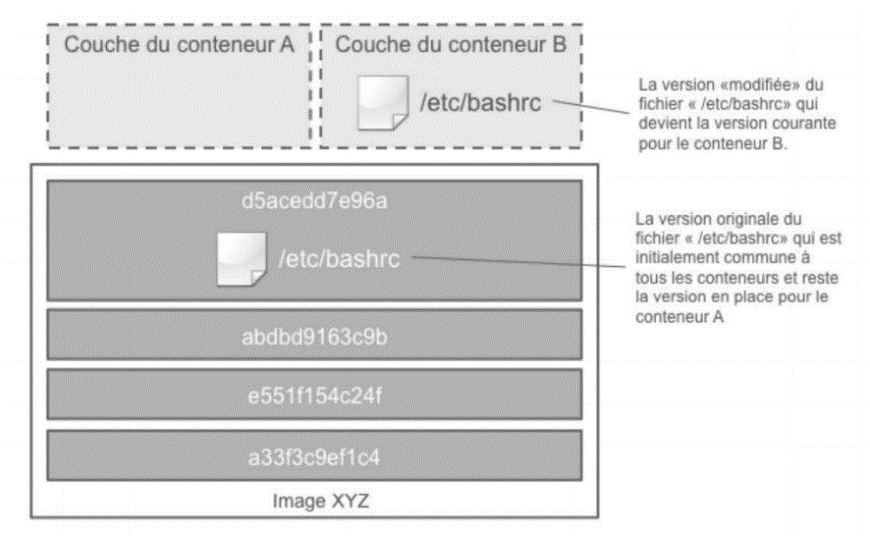 Couche du conteneur A
Couche du conteneur B
/etc/bashrc
La version «modifiée» du
fichier « /etc/bashrc» qui
devient la version courante
pour le conteneur B.
d5acedd7e96a
/etc/bashrc
La version originale du
fichier « /etc/bashrc» qui est
initialement commune à
tous les conteneurs et reste
la version en place pour le
conteneur A
abdbd9163c9b
e551f154c24f
a33f3c9ef1c4
Image XYZ